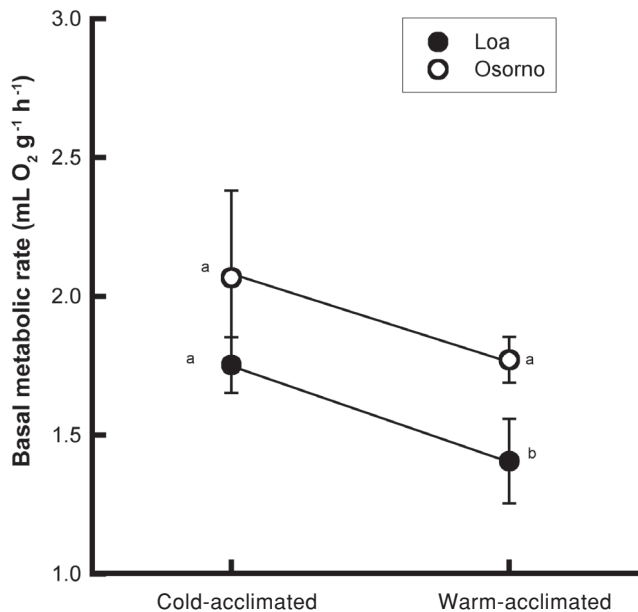 3.0
Loa
Osorno
Basal metabolic rate (mL O₂ g⁻¹ h⁻¹)
2.5
a
2.0
a
a
1.5
b
1.0
Cold-acclimated Warm-acclimated